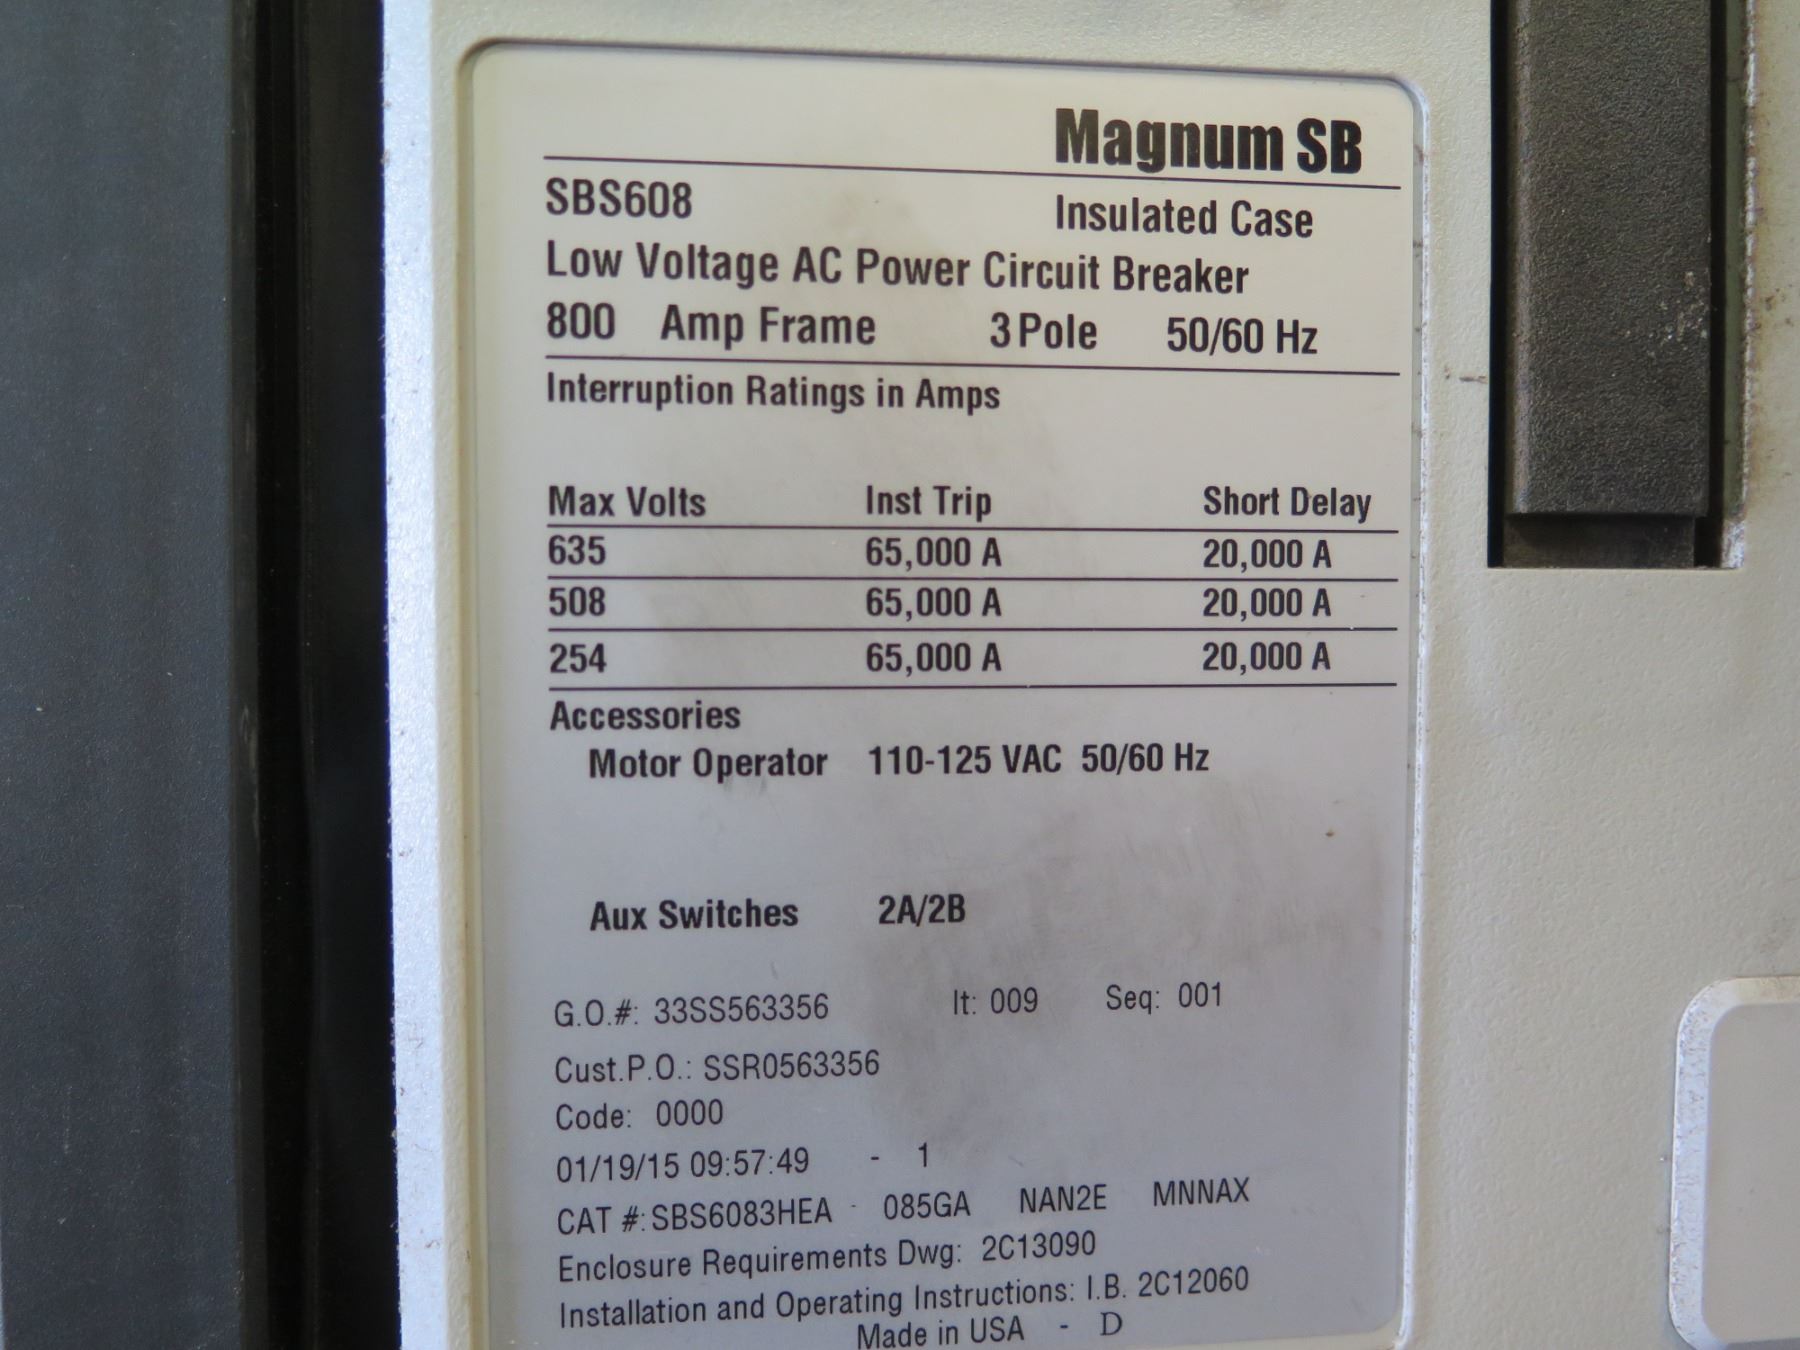 Magnum SB
SBS608 Insulated Case
Low Voltage AC Power Circuit Breaker
800 Amp Frame 3 Pole 50/60 Hz
Interruption Ratings in Amps
Max Volts Inst Trip Short Delay
635 65,000 A 20,000 A
508 65,000 A 20,000 A
254 65,000 A 20,000 A
Accessories
Motor Operator 110-125 VAC 50/60 Hz
Aux Switches 2A/2B
G.O.#: 33SS563356 It: 009 Seq: 001
Cust.P.O.: SSR0563356
Code: 0000
01/19/15 09:57:49 - 1
CAT #: SBS6083HEA - 085GA NAN2E MNNAX
Enclosure Requirements Dwg: 2C13090
Installation and Operating Instructions: I.B. 2C12060
Made in USA - D